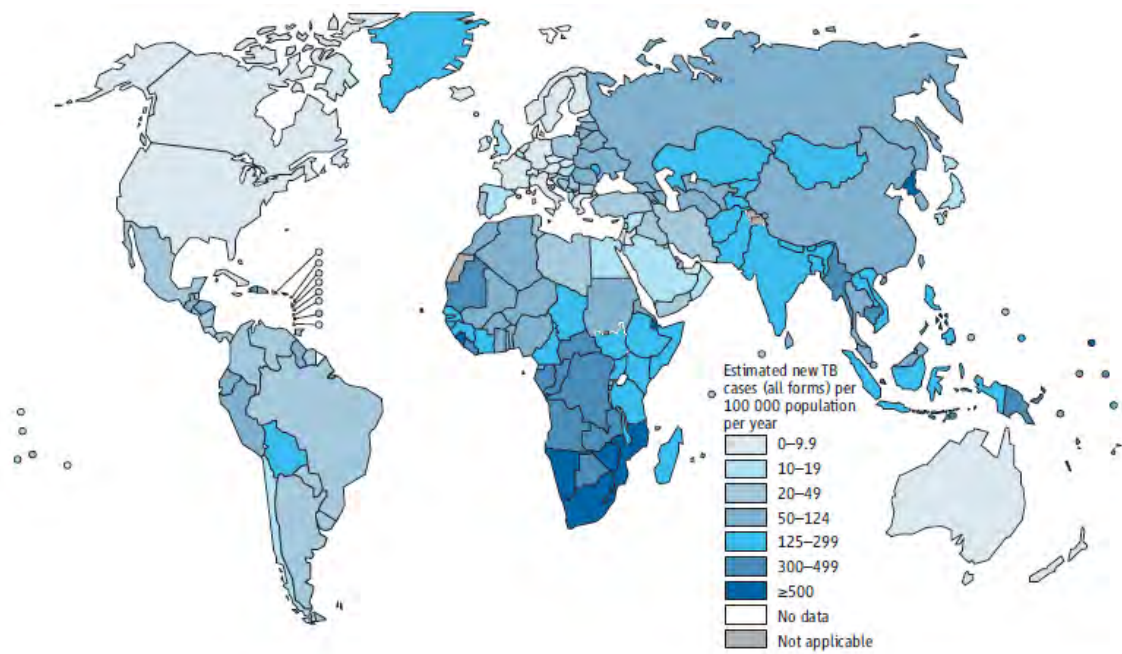 Estimated new TB
cases (all forms) per
100 000 population
per year
0–9.9
10–19
20–49
50–124
125–299
300–499
≥500
No data
Not applicable